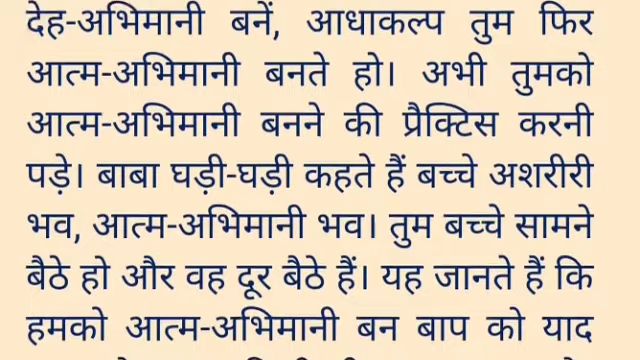 देह-अभिमानी बनें, आधाकल्प तुम फिर
आत्म-अभिमानी बनते हो। अभी तुमको
आत्म-अभिमानी बनने की प्रैक्टिस करनी
पड़े। बाबा घड़ी-घड़ी कहते हैं बच्चे अशरीरी
भव, आत्म-अभिमानी भव। तुम बच्चे सामने
बैठे हो और वह दूर बैठे हैं। यह जानते हैं कि
हमको आत्म-अभिमानी बन बाप को याद